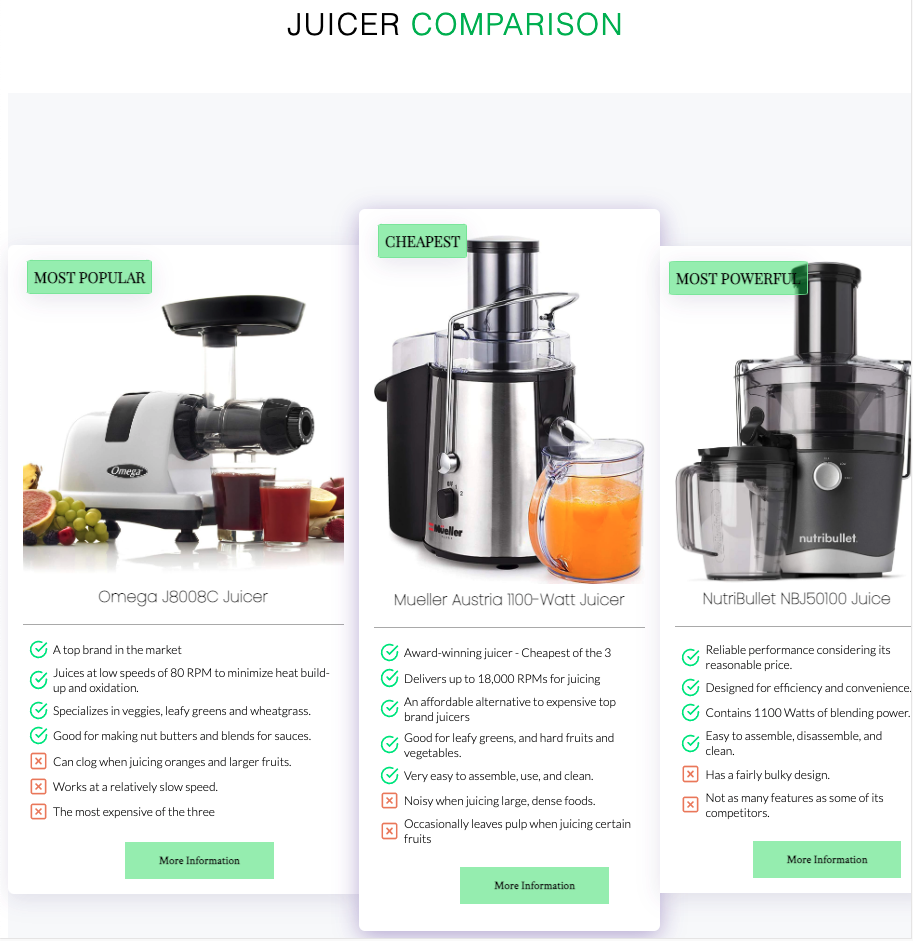 JUICER COMPARISON
MOST POPULAR
Omega
Omega J8008C Juicer
A top brand in the market
Juices at low speeds of 80 RPM to minimize heat build-
up and oxidation.
Specializes in veggies, leafy greens and wheatgrass.
Good for making nut butters and blends for sauces.
Can clog when juicing oranges and larger fruits.
Works at a relatively slow speed.
The most expensive of the three
More Information
CHEAPEST
Mueller
Mueller Austria 1100-Watt Juicer
Award-winning juicer - Cheapest of the 3
Delivers up to 18,000 RPMs for juicing
An affordable alternative to expensive top
brand juicers
Good for leafy greens, and hard fruits and
vegetables.
Very easy to assemble, use, and clean.
Noisy when juicing large, dense foods.
Occasionally leaves pulp when juicing certain
fruits
More Information
MOST POWERFUL
nutribullet.
NutriBullet NBJ50100 Juice
Reliable performance considering its
reasonable price.
Designed for efficiency and convenience.
Contains 1100 Watts of blending power.
Easy to assemble, disassemble, and
clean.
Has a fairly bulky design.
Not as many features as some of its
competitors.
More Information